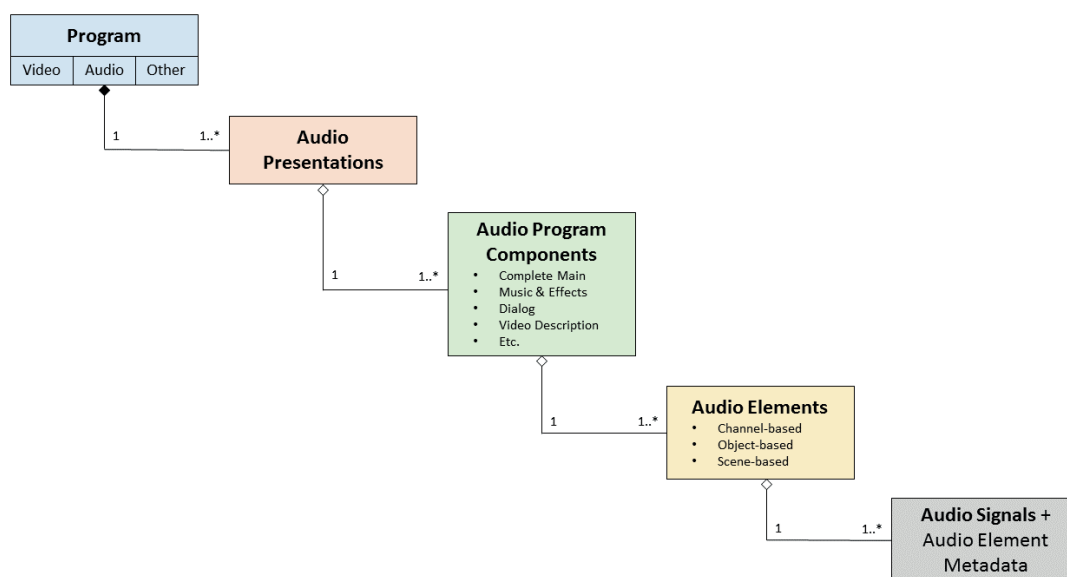 Program
Video Audio Other
1 1..*
Audio
Presentations
1 1..*
Audio Program
Components
• Complete Main
• Music & Effects
• Dialog
• Video Description
• Etc.
1 1..*
Audio Elements
• Channel-based
• Object-based
• Scene-based
1 1..*
Audio Signals +
Audio Element
Metadata